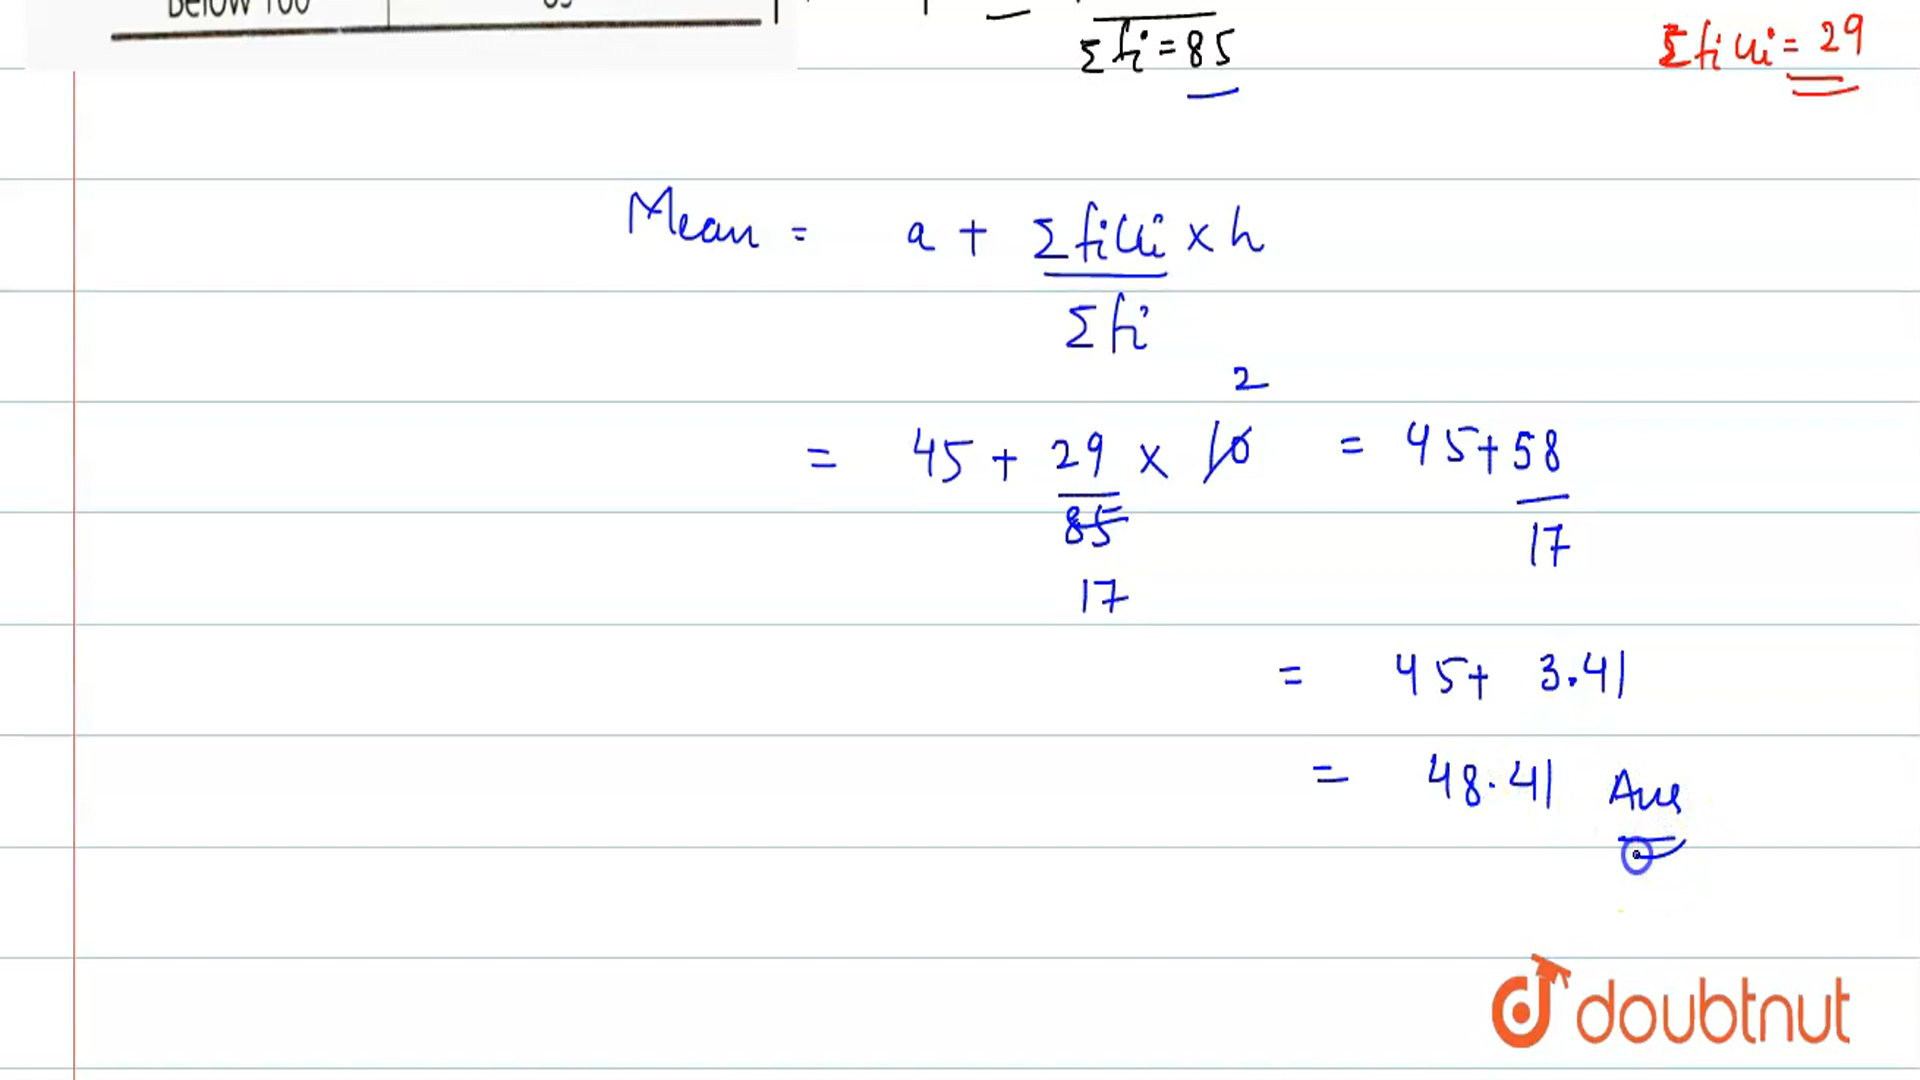 Below 100 85
Σfi = 85
Σfiui = 29
Mean = a + Σfiui × h
Σfi
2
= 45 + 29 × 10 = 45 + 58
85 17
17
= 45 + 3.41
= 48.41 Ans
doubtnut